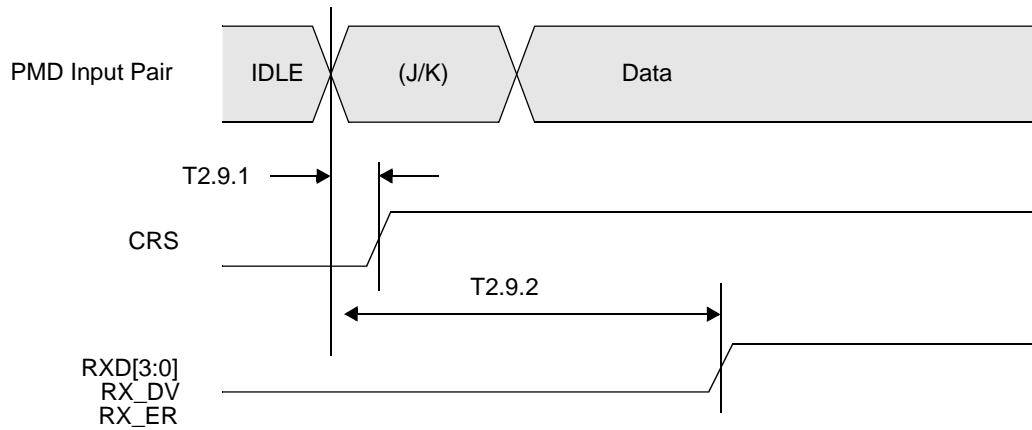 PMD Input Pair
IDLE
(J/K)
Data
T2.9.1
CRS
T2.9.2
RXD[3:0]
RX_DV
RX_ER